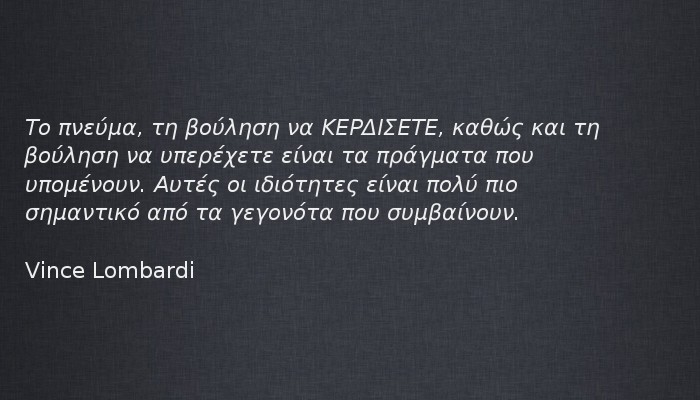 Το πνεύμα, τη βούληση να ΚΕΡΔΙΣΕΤΕ, καθώς και τη
βούληση να υπερέχετε είναι τα πράγματα που
υπομένουν. Αυτές οι ιδιότητες είναι πολύ πιο
σημαντικό από τα γεγονότα που συμβαίνουν.
Vince Lombardi